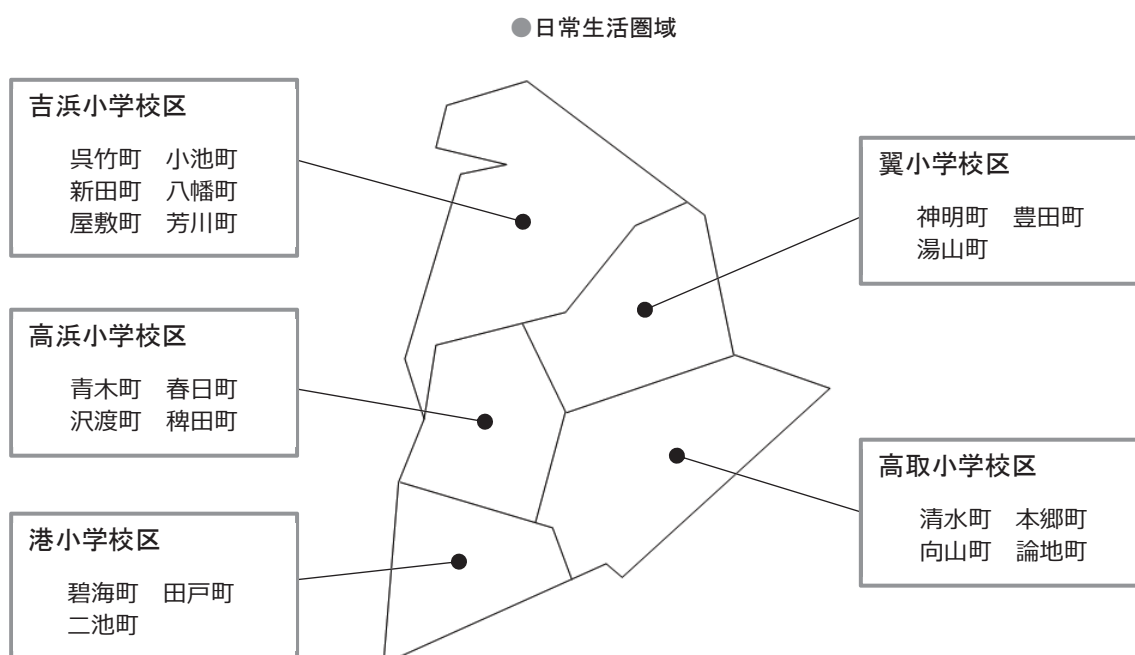 ●日常生活圏域
吉浜小学校区
呉竹町　小池町
新田町　八幡町
屋敷町　芳川町
翼小学校区
神明町　豊田町
湯山町
高浜小学校区
青木町　春日町
沢渡町　稗田町
高取小学校区
清水町　本郷町
向山町　論地町
港小学校区
碧海町　田戸町
二池町